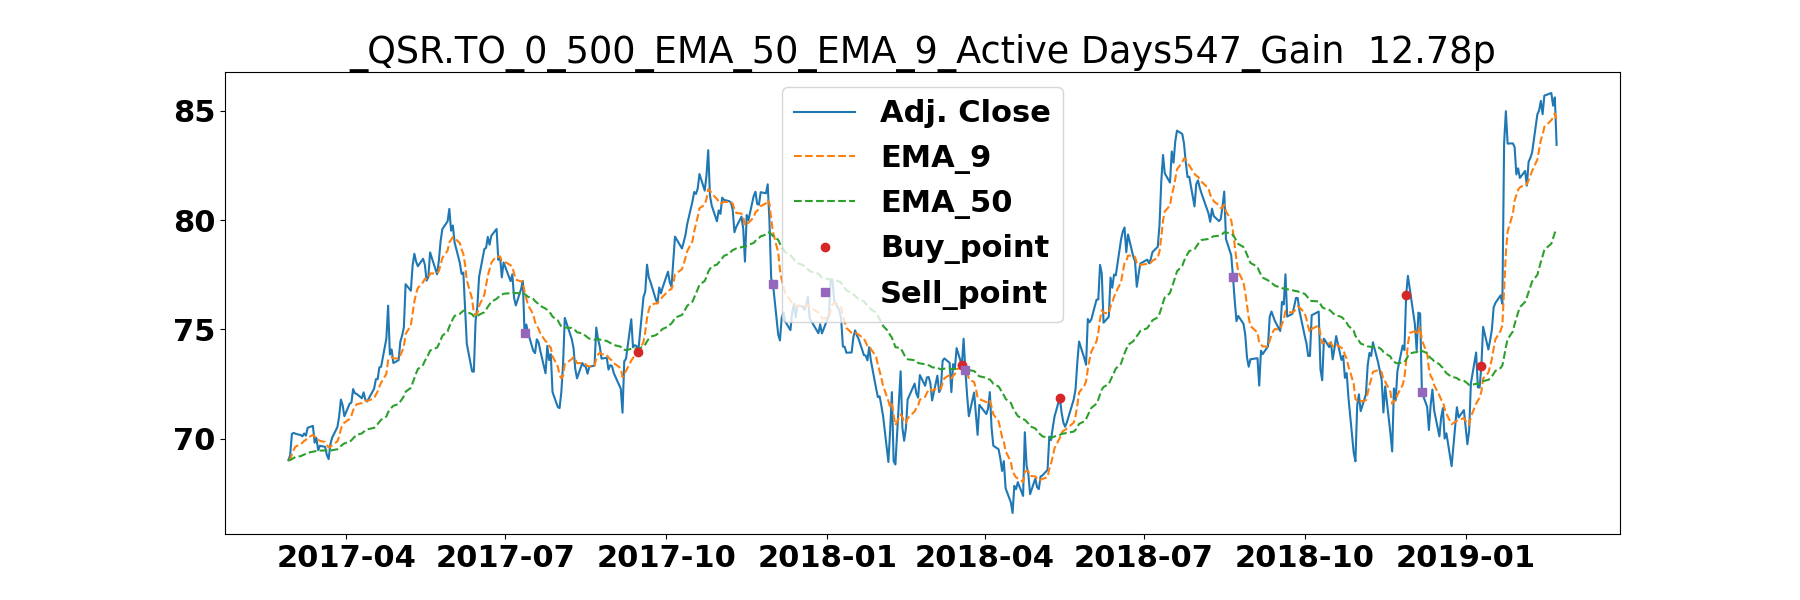 _QSR.TO_0_500_EMA_50_EMA_9_Active Days547_Gain  12.78p
85
80
75
70
Adj. Close
EMA_9
EMA_50
Buy_point
Sell_point
2017-04 2017-07 2017-10 2018-01 2018-04 2018-07 2018-10 2019-01